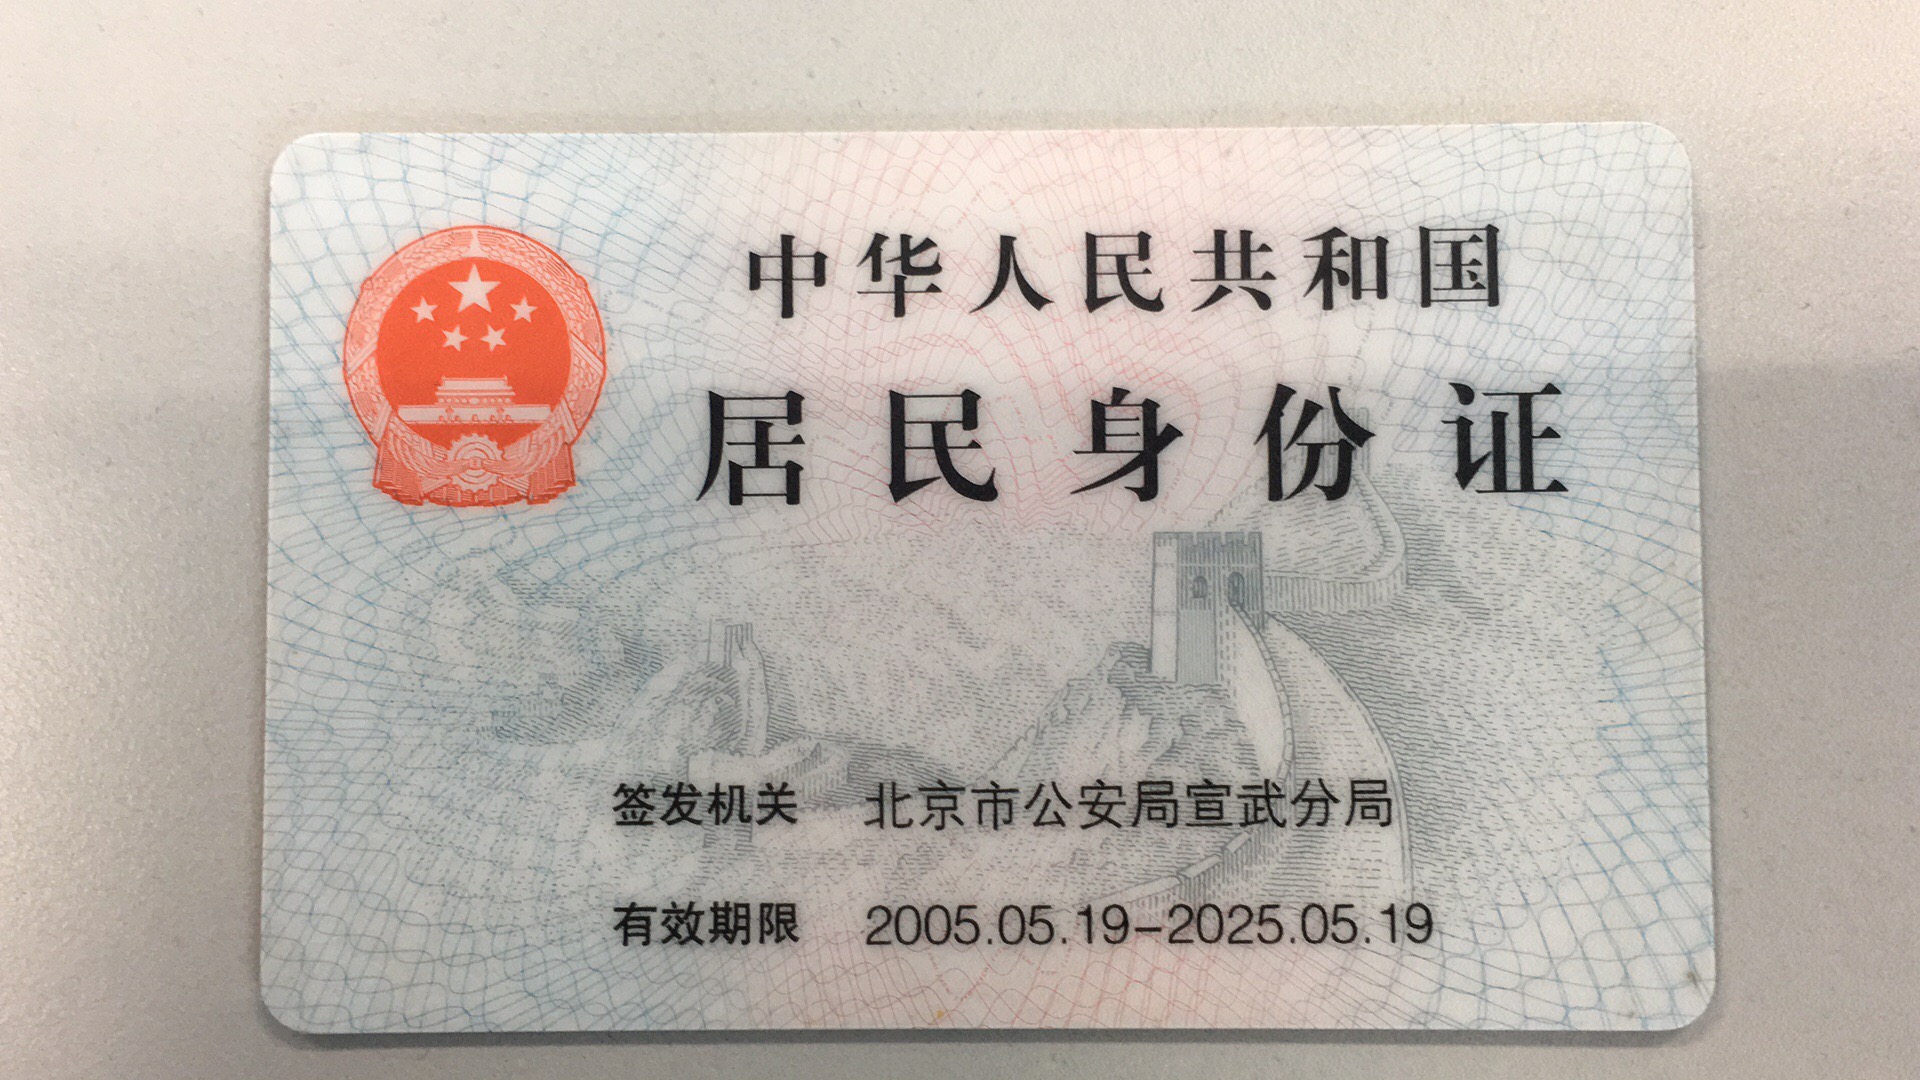 中华人民共和国
居民身份证
签发机关 北京市公安局宣武分局
有效期限 2005.05.19-2025.05.19